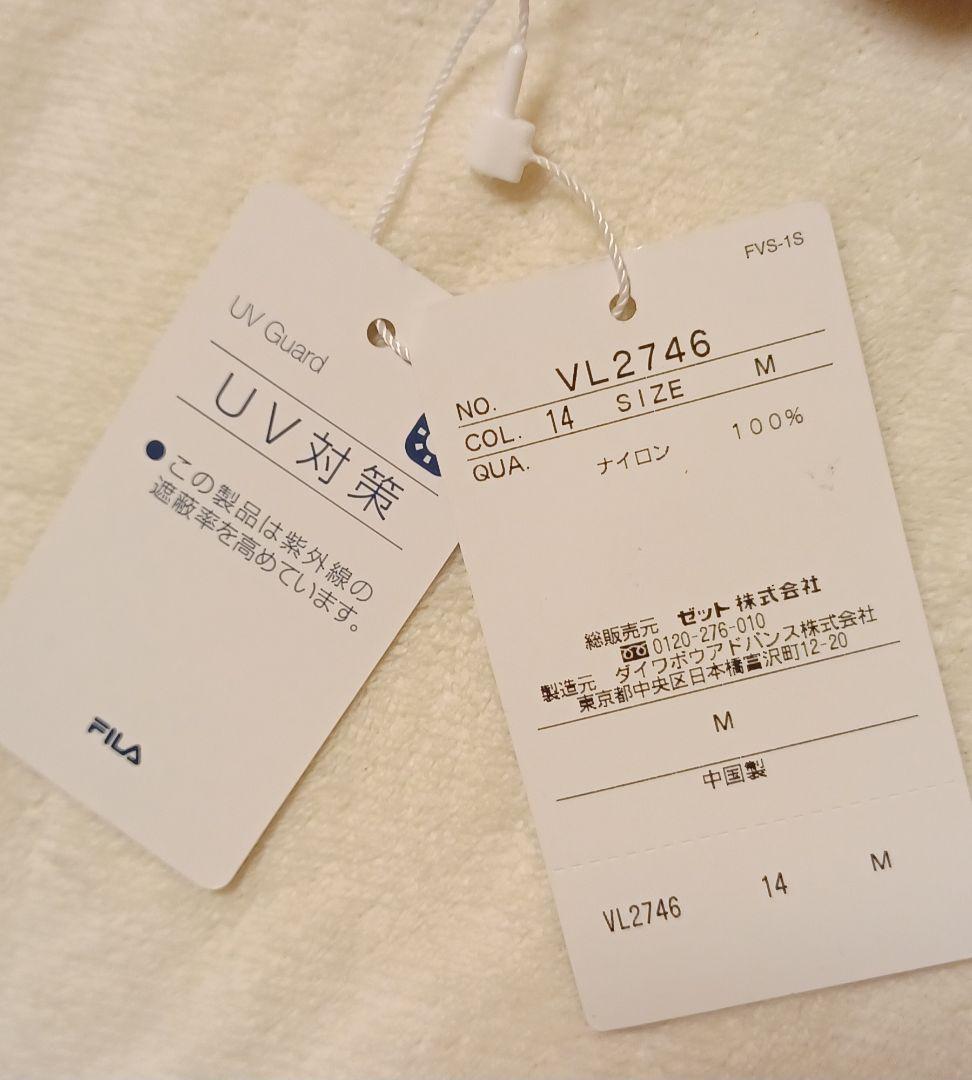 UV Guard
UV対策
●この製品は紫外線の
遮蔽率を高めています。
FILA
FVS-1S
NO. VL2746
COL. 14 SIZE M
QUA. ナイロン 100%
総販売元 ゼット株式会社
0120-276-010
製造元 ダイワボウアドバンス株式会社
東京都中央区日本橋富沢町12-20
M
中国製
VL2746 14 M